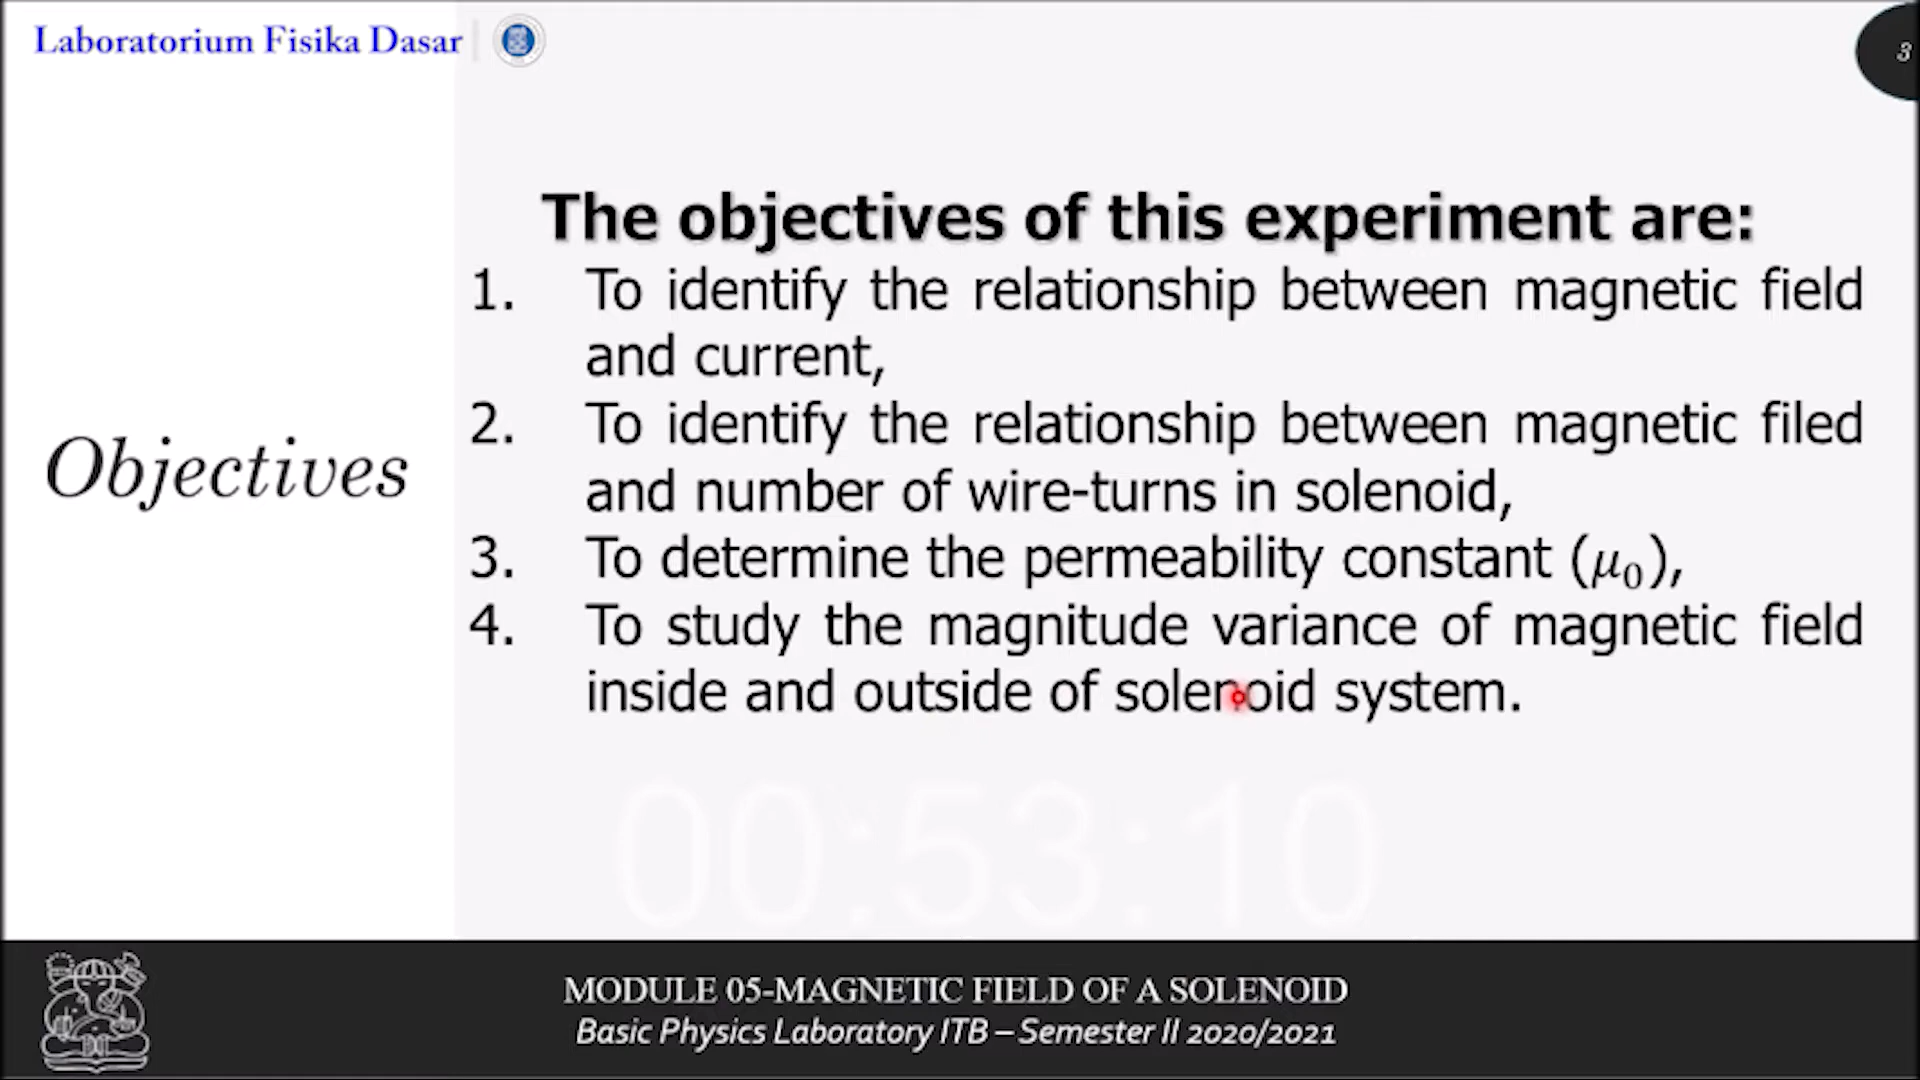 Laboratorium Fisika Dasar
3
The objectives of this experiment are:
1. To identify the relationship between magnetic field
and current,
2. To identify the relationship between magnetic filed
and number of wire-turns in solenoid,
3. To determine the permeability constant (μ₀),
4. To study the magnitude variance of magnetic field
inside and outside of solenoid system.
Objectives
00:53:10
MODULE 05-MAGNETIC FIELD OF A SOLENOID
Basic Physics Laboratory ITB – Semester II 2020/2021